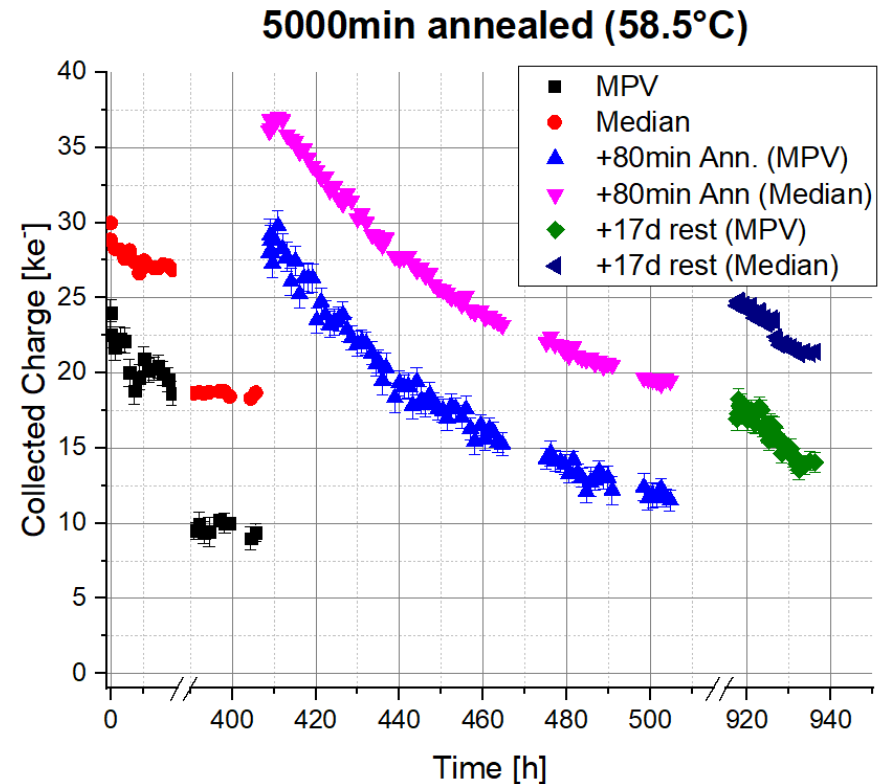 5000min annealed (58.5°C)
Collected Charge [ke⁻]
40
35
30
25
20
15
10
5
0
MPV
Median
+80min Ann. (MPV)
+80min Ann (Median)
+17d rest (MPV)
+17d rest (Median)
0 400 420 440 460 480 500 920 940
Time [h]